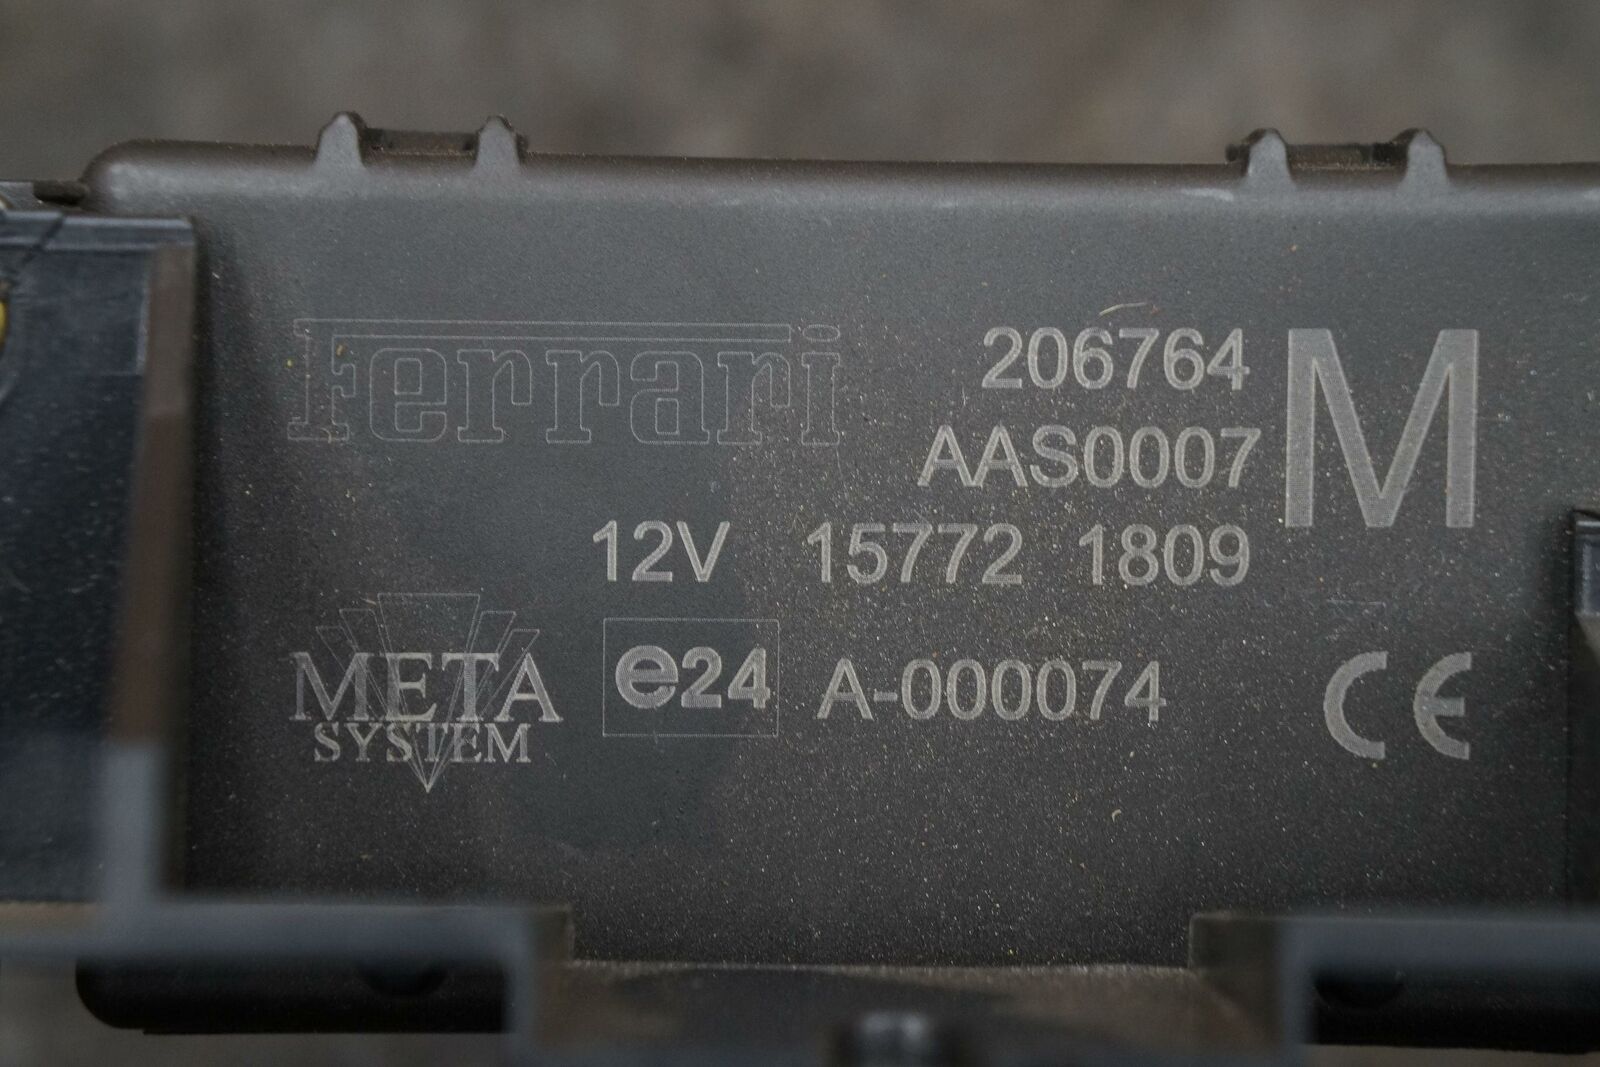 Ferrari 206764 M
AAS0007
12V 15772 1809
META SYSTEM e24 A-000074 CE